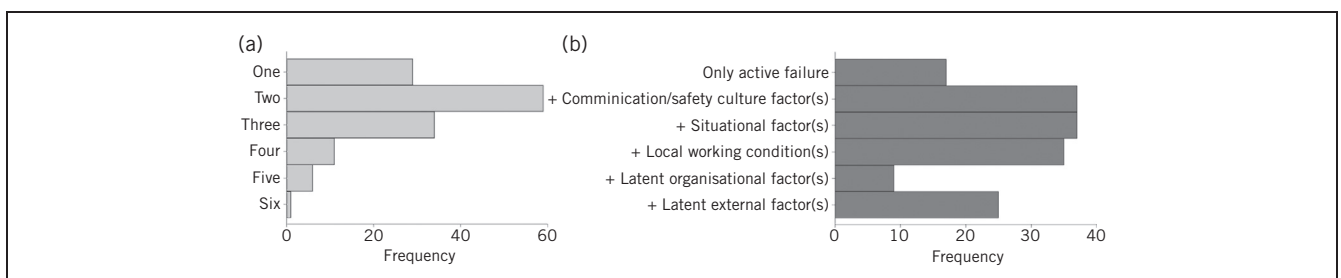 (a)
One
Two
Three
Four
Five
Six
0 20 40 60
Frequency
(b)
Only active failure
+ Comminication/safety culture factor(s)
+ Situational factor(s)
+ Local working condition(s)
+ Latent organisational factor(s)
+ Latent external factor(s)
0 10 20 30 40
Frequency